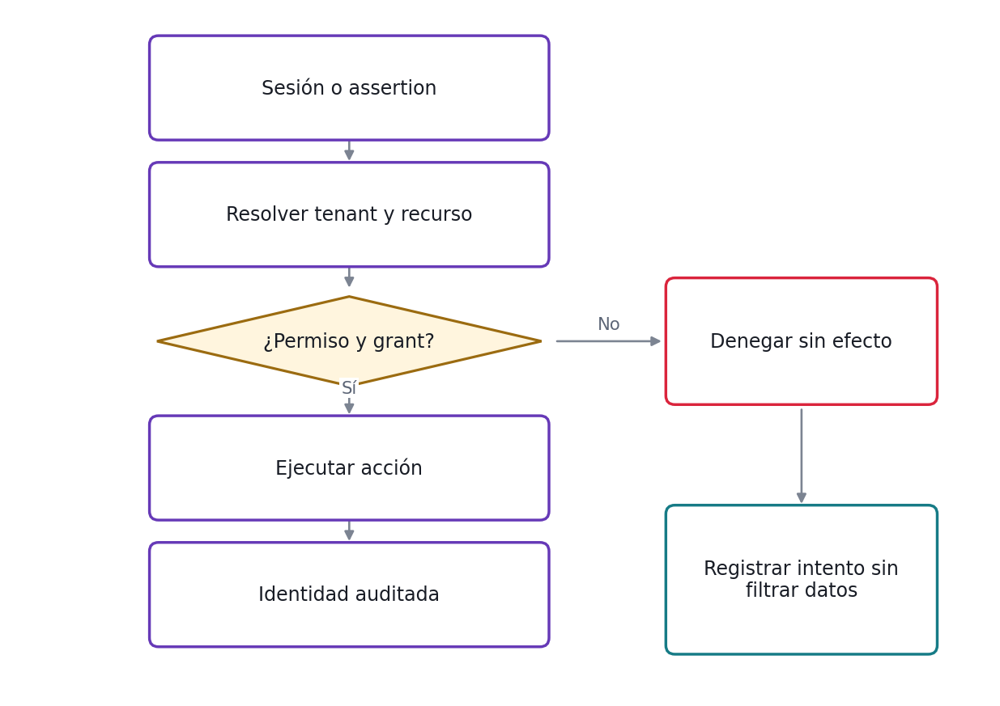 Sesión o assertion
Resolver tenant y recurso
¿Permiso y grant?
No
Denegar sin efecto
Sí
Ejecutar acción
Identidad auditada
Registrar intento sin
filtrar datos